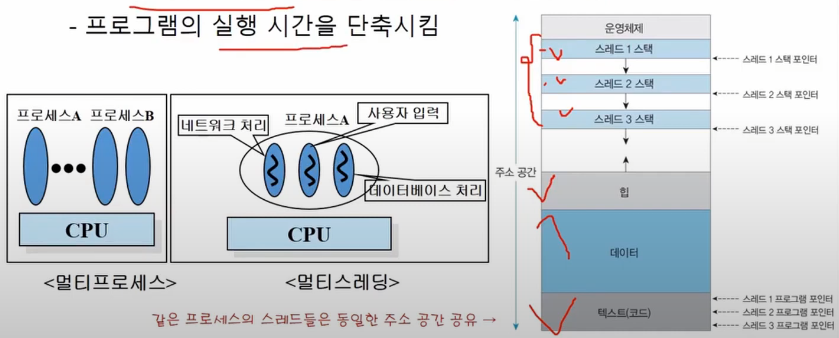 - 프로그램의 실행 시간을 단축시킴
프로세스A 프로세스B
CPU
<멀티프로세스>
네트워크 처리
프로세스A
사용자 입력
데이터베이스 처리
CPU
<멀티스레딩>
같은 프로세스의 스레드들은 동일한 주소 공간 공유 →
주소 공간
운영체제
스레드 1 스택
스레드 1 스택 포인터
스레드 2 스택
스레드 2 스택 포인터
스레드 3 스택
스레드 3 스택 포인터
힙
데이터
텍스트(코드)
스레드 1 프로그램 포인터
스레드 2 프로그램 포인터
스레드 3 프로그램 포인터